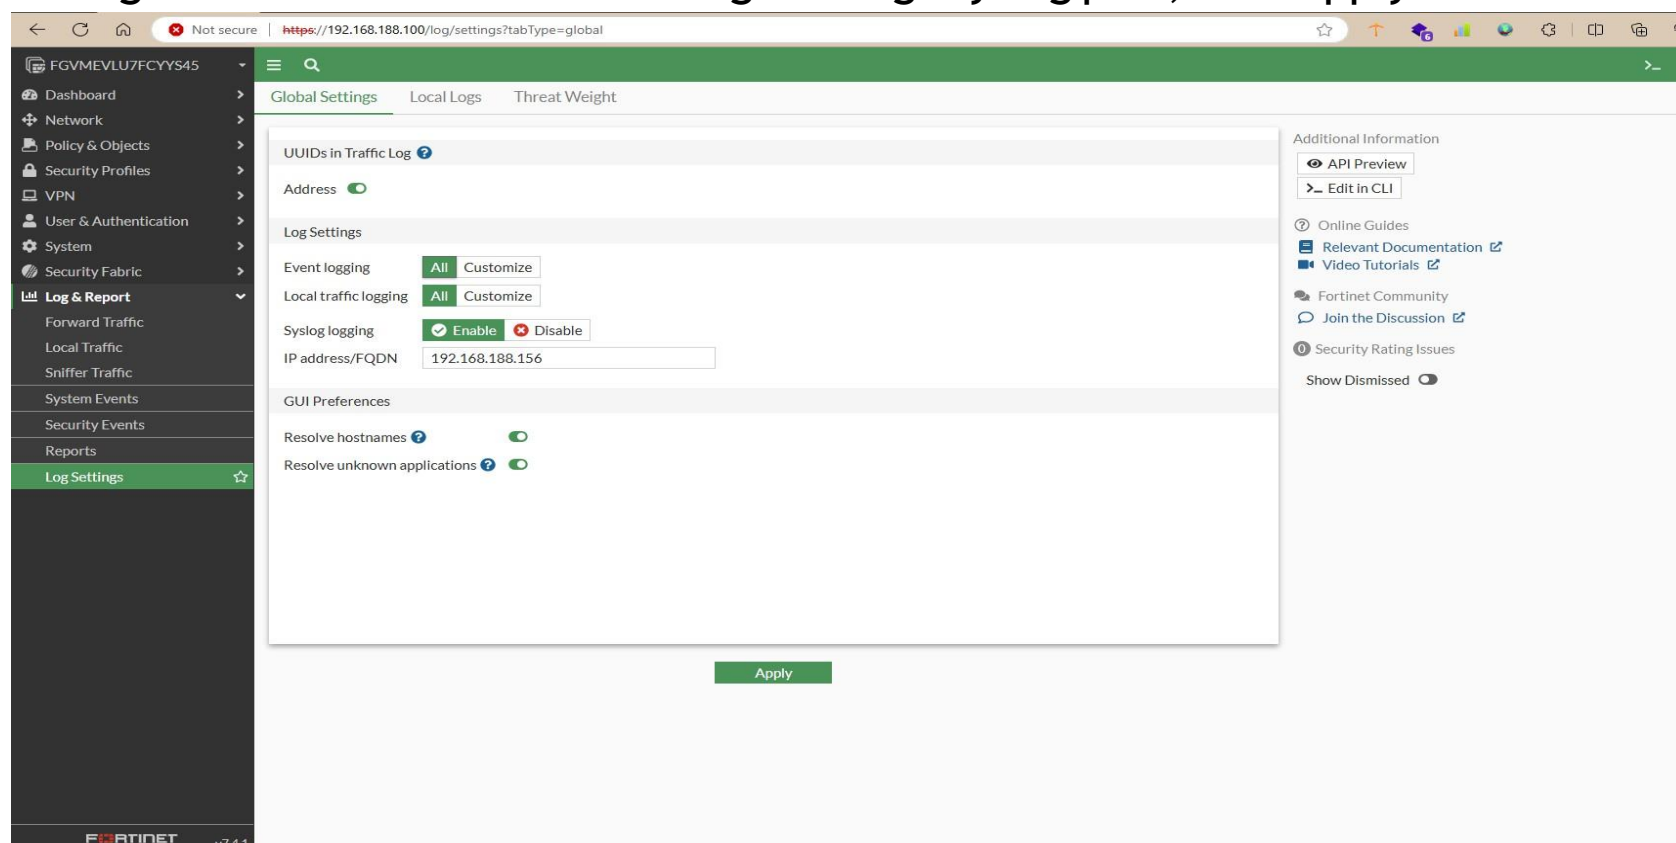 Not secure https://192.168.188.100/log/settings?tabType=global
6
FGVMEVLU7FCYYS45
>_
Dashboard
Network
Policy & Objects
Security Profiles
VPN
User & Authentication
System
Security Fabric
Log & Report
Forward Traffic
Local Traffic
Sniffer Traffic
System Events
Security Events
Reports
Log Settings
FORTINET
Global Settings Local Logs Threat Weight
UUIDs in Traffic Log
Address
Log Settings
Event logging All Customize
Local traffic logging All Customize
Syslog logging Enable Disable
IP address/FQDN 192.168.188.156
GUI Preferences
Resolve hostnames
Resolve unknown applications
Apply
Additional Information
API Preview
>_ Edit in CLI
Online Guides
Relevant Documentation
Video Tutorials
Fortinet Community
Join the Discussion
0 Security Rating Issues
Show Dismissed